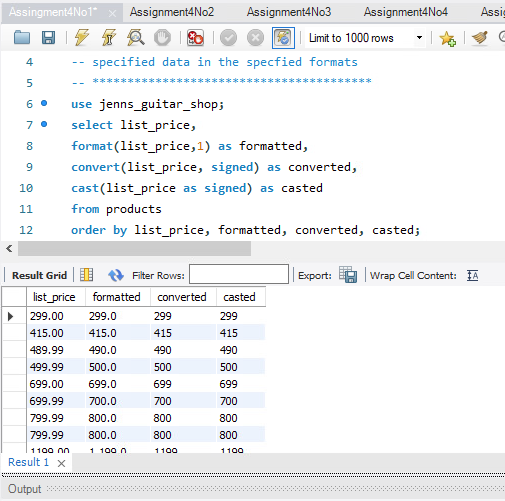 Assingment4No1* Assignment4No2 Assignment4No3 Assignment4No4 Assig
Limit to 1000 rows
4 -- specified data in the specfied formats
5 -- ****************************************
6 use jenns_guitar_shop;
7 select list_price,
8 format(list_price,1) as formatted,
9 convert(list_price, signed) as converted,
10 cast(list_price as signed) as casted
11 from products
12 order by list_price, formatted, converted, casted;
Result Grid Filter Rows: Export: Wrap Cell Content: IA
list_price formatted converted casted
299.00 299.0 299 299
415.00 415.0 415 415
489.99 490.0 490 490
499.99 500.0 500 500
699.00 699.0 699 699
699.99 700.0 700 700
799.99 800.0 800 800
799.99 800.0 800 800
1199.00 1,199.0 1199 1199
Result 1
Output